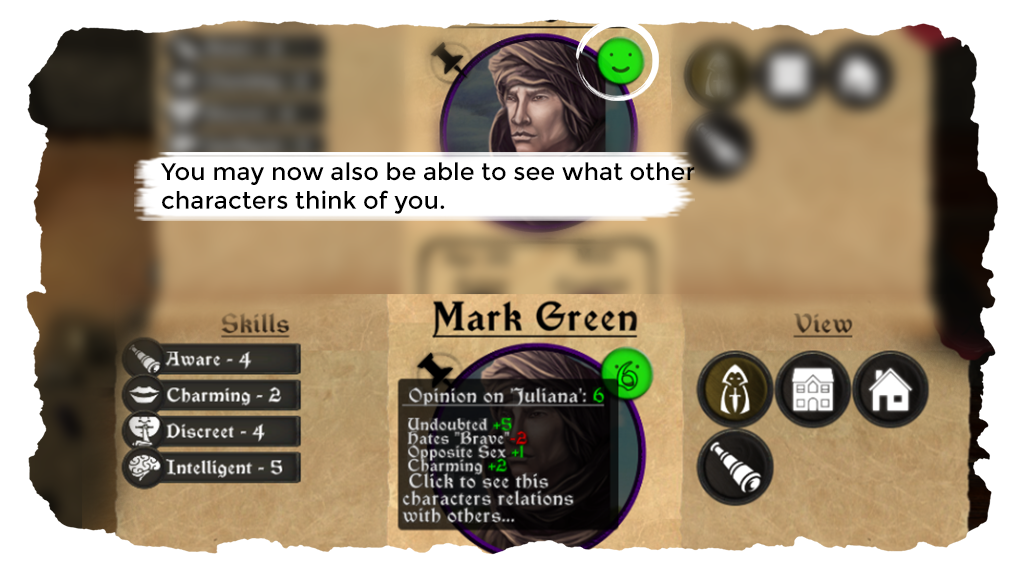 You may now also be able to see what other
characters think of you.
Mark Green
Skills
View
Aware - 4
Charming - 2
Discreet - 4
Intelligent - 5
6
Opinion on 'Juliana': 6
Undoubted +5
Hates "Brave" -2
Opposite Sex +1
Charming +2
Click to see this
characters relations
with others...